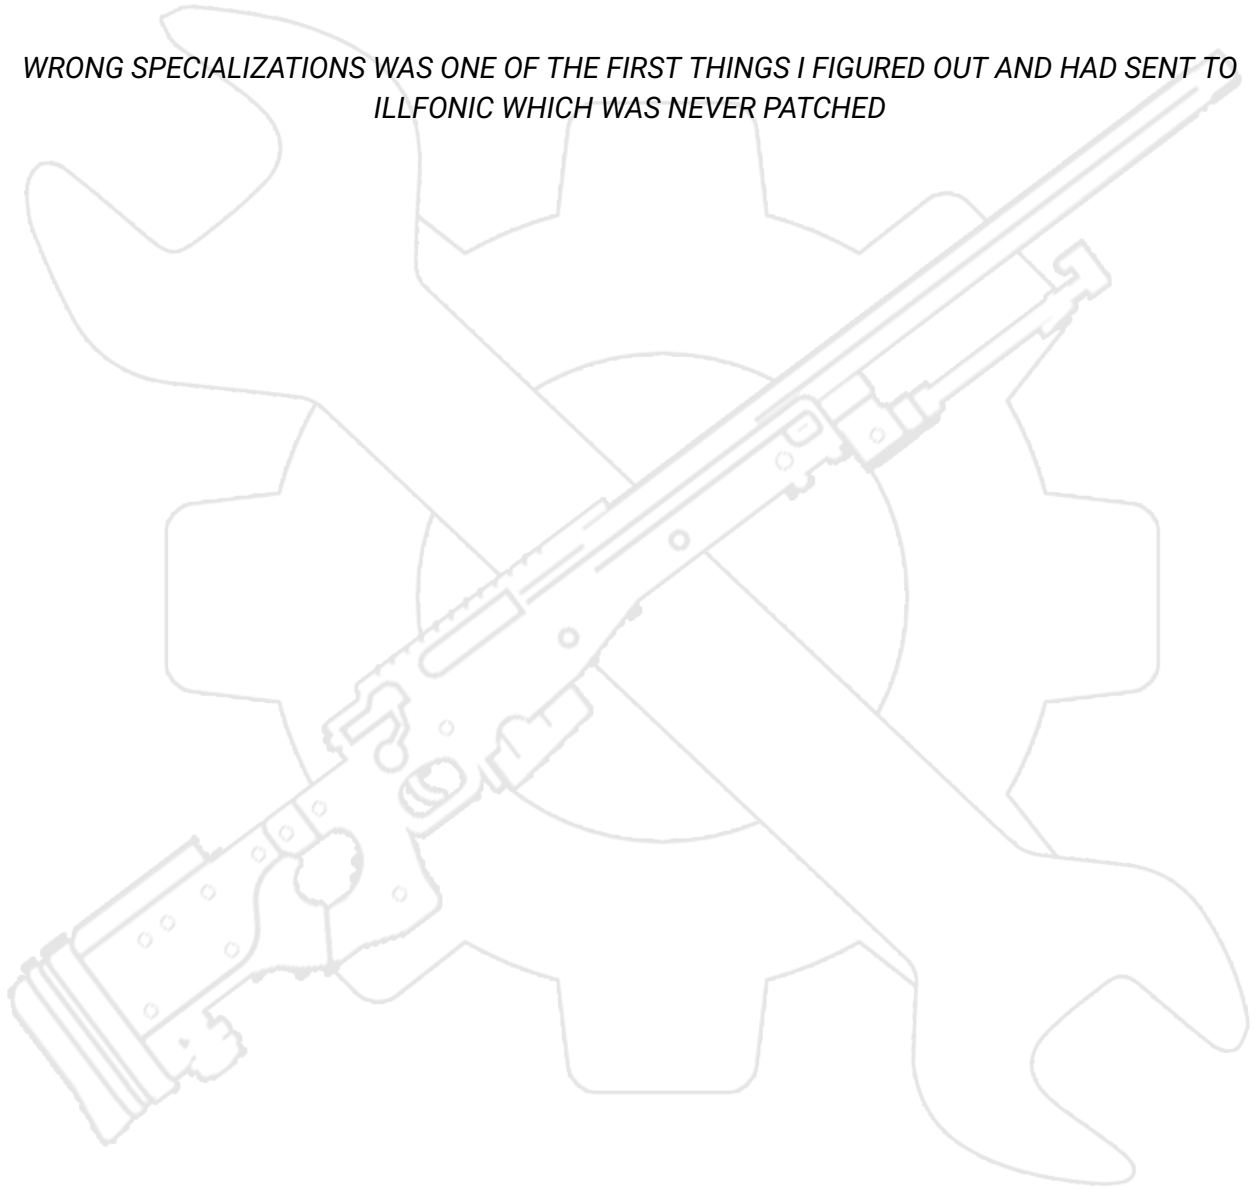 WRONG SPECIALIZATIONS WAS ONE OF THE FIRST THINGS I FIGURED OUT AND HAD SENT TO
ILLFONIC WHICH WAS NEVER PATCHED